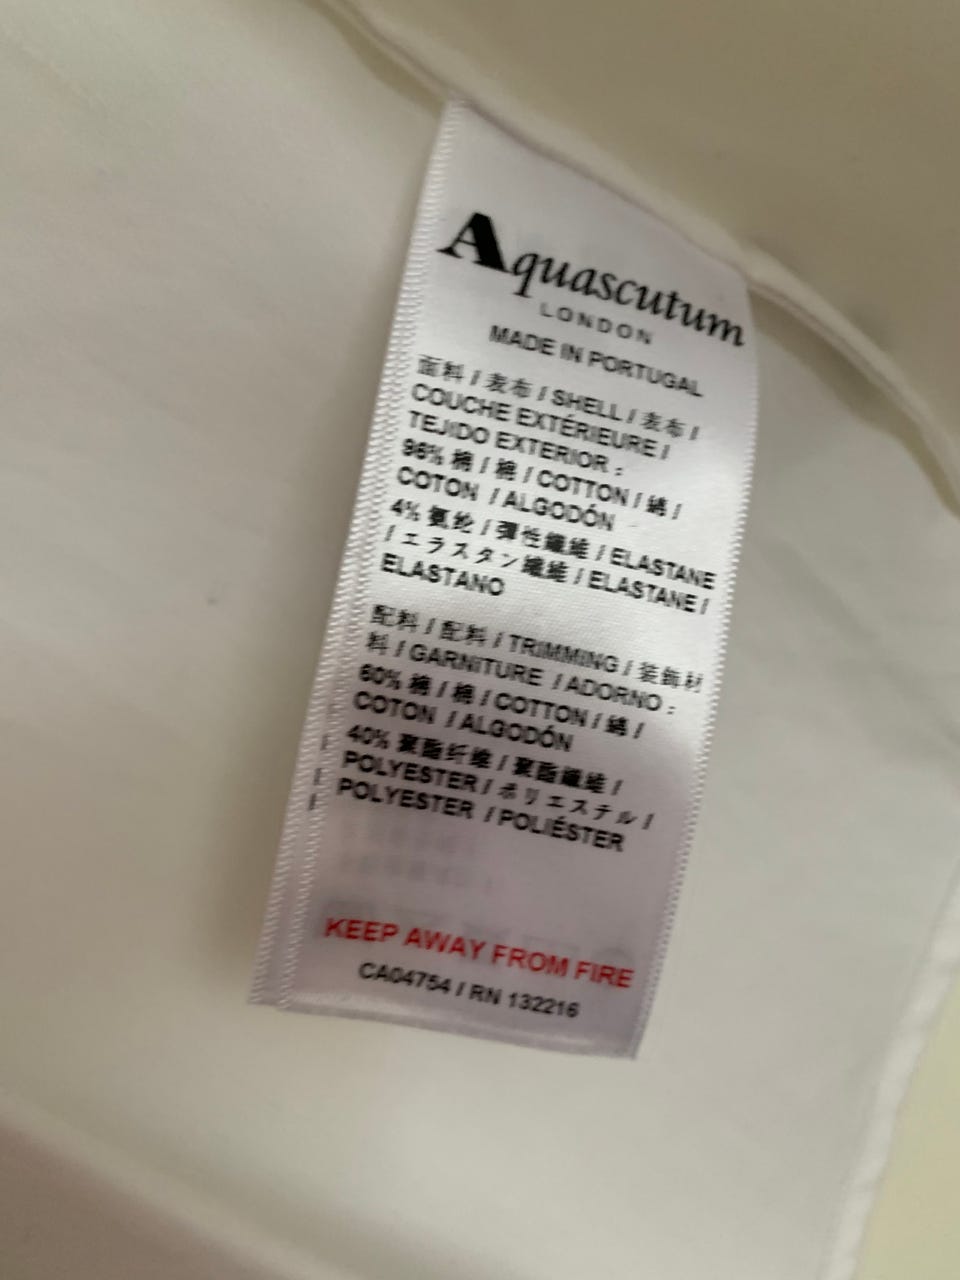 Aquascutum
LONDON
MADE IN PORTUGAL
面料 / 表布 / SHELL / 表布 /
COUCHE EXTÉRIEURE /
TEJIDO EXTERIOR :
96% 棉 / 棉 / COTTON / 綿 /
COTON / ALGODÓN
4% 氨纶 / 彈性纖維 / ELASTANE
/ エラスタン繊維 / ELASTANE /
ELASTANO
配料 / 配料 / TRIMMING / 装飾材
料 / GARNITURE / ADORNO :
60% 棉 / 棉 / COTTON / 綿 /
COTON / ALGODÓN
40% 聚酯纤维 / 聚酯纖維 /
POLYESTER / ポリエステル /
POLYESTER / POLIÉSTER
KEEP AWAY FROM FIRE
CA04754 / RN 132216